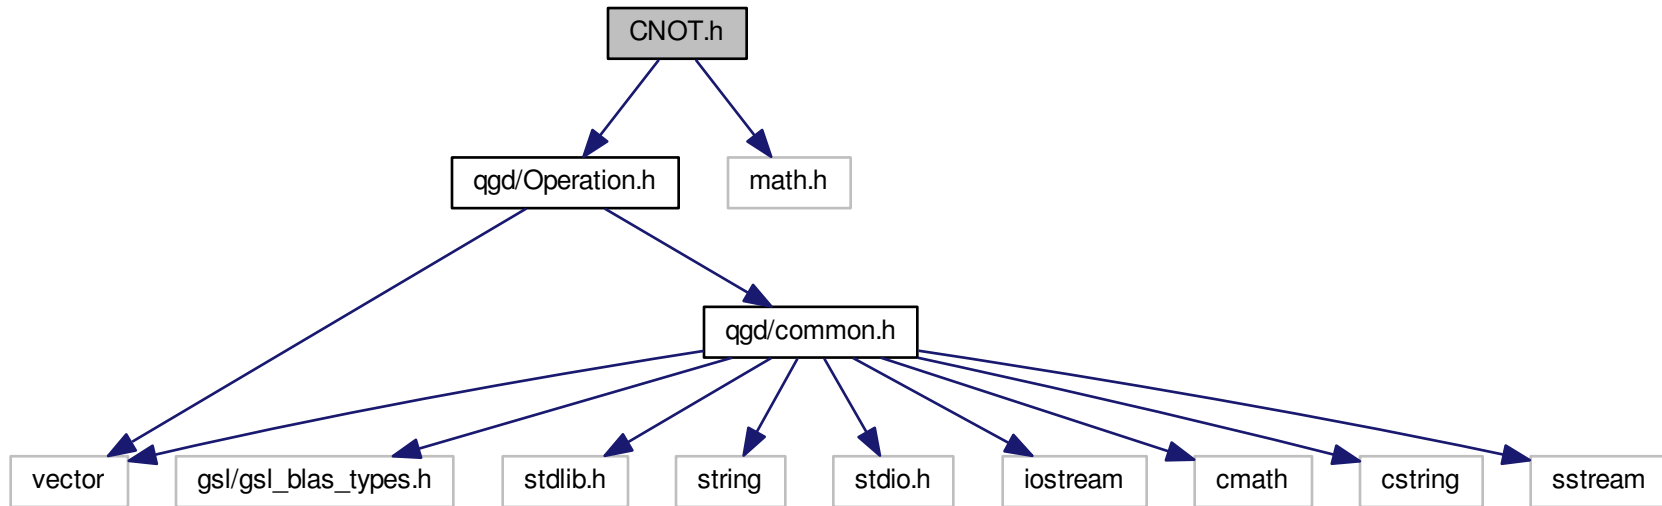 CNOT.h
qgd/Operation.h
math.h
qgd/common.h
vector
gsl/gsl_blas_types.h
stdlib.h
string
stdio.h
iostream
cmath
cstring
sstream